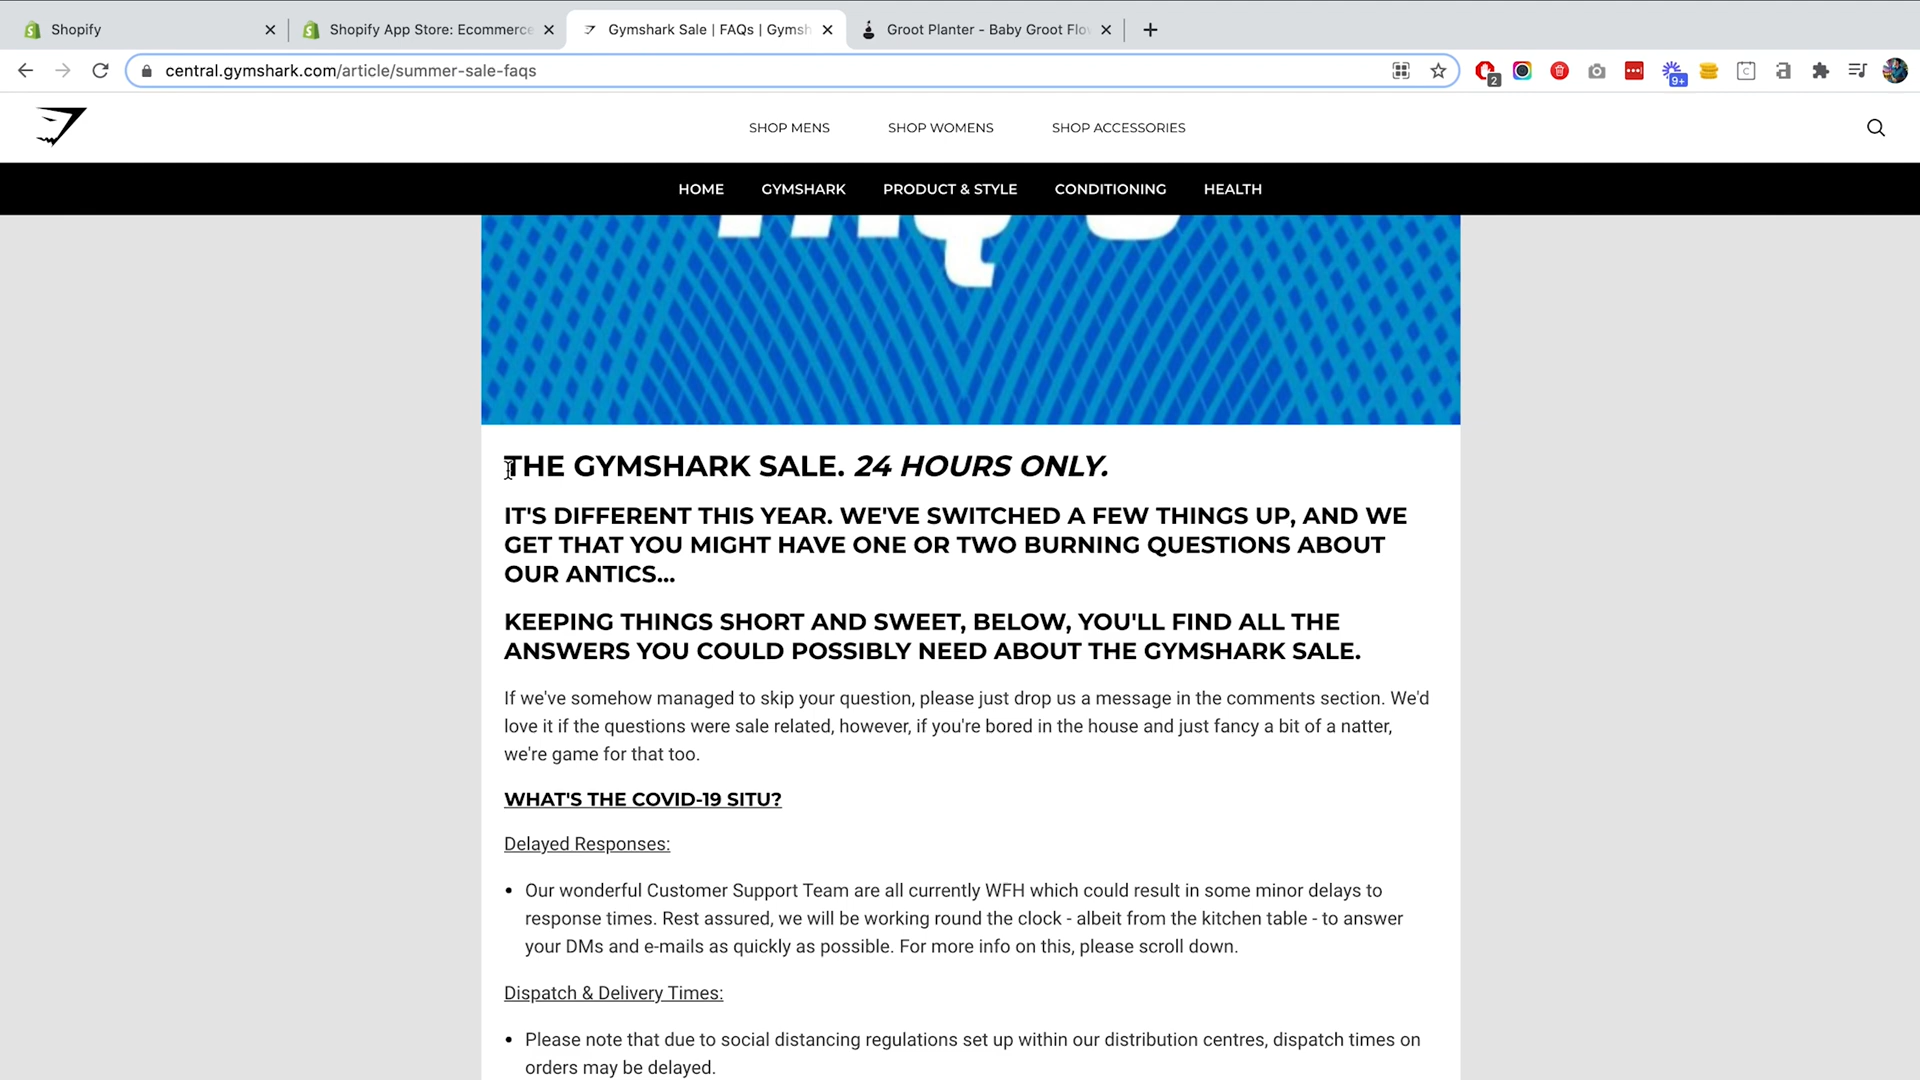 Shopify
Shopify App Store: Ecommerce
Gymshark Sale | FAQs | Gymsh
Groot Planter - Baby Groot Flo
central.gymshark.com/article/summer-sale-faqs
2
9+
SHOP MENS
SHOP WOMENS
SHOP ACCESSORIES
HOME
GYMSHARK
PRODUCT & STYLE
CONDITIONING
HEALTH
THE GYMSHARK SALE. 24 HOURS ONLY.
IT'S DIFFERENT THIS YEAR. WE'VE SWITCHED A FEW THINGS UP, AND WE
GET THAT YOU MIGHT HAVE ONE OR TWO BURNING QUESTIONS ABOUT
OUR ANTICS...
KEEPING THINGS SHORT AND SWEET, BELOW, YOU'LL FIND ALL THE
ANSWERS YOU COULD POSSIBLY NEED ABOUT THE GYMSHARK SALE.
If we've somehow managed to skip your question, please just drop us a message in the comments section. We'd
love it if the questions were sale related, however, if you're bored in the house and just fancy a bit of a natter,
we're game for that too.
WHAT'S THE COVID-19 SITU?
Delayed Responses:
• Our wonderful Customer Support Team are all currently WFH which could result in some minor delays to
response times. Rest assured, we will be working round the clock - albeit from the kitchen table - to answer
your DMs and e-mails as quickly as possible. For more info on this, please scroll down.
Dispatch & Delivery Times:
• Please note that due to social distancing regulations set up within our distribution centres, dispatch times on
orders may be delayed.